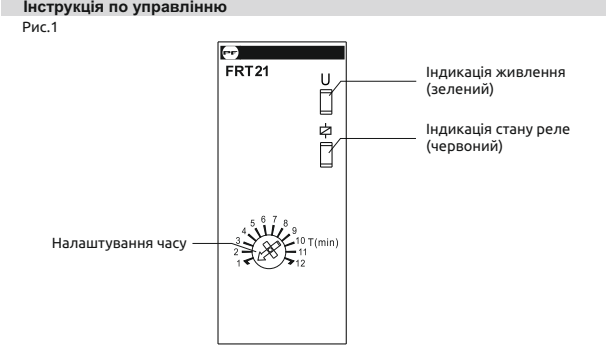 Інструкція по управлінню
Рис.1
PF
FRT21
U
Індикація живлення
(зелений)
Індикація стану реле
(червоний)
Налаштування часу
1
2
3
4
5
6
7
8
9
10
11
12
T(min)